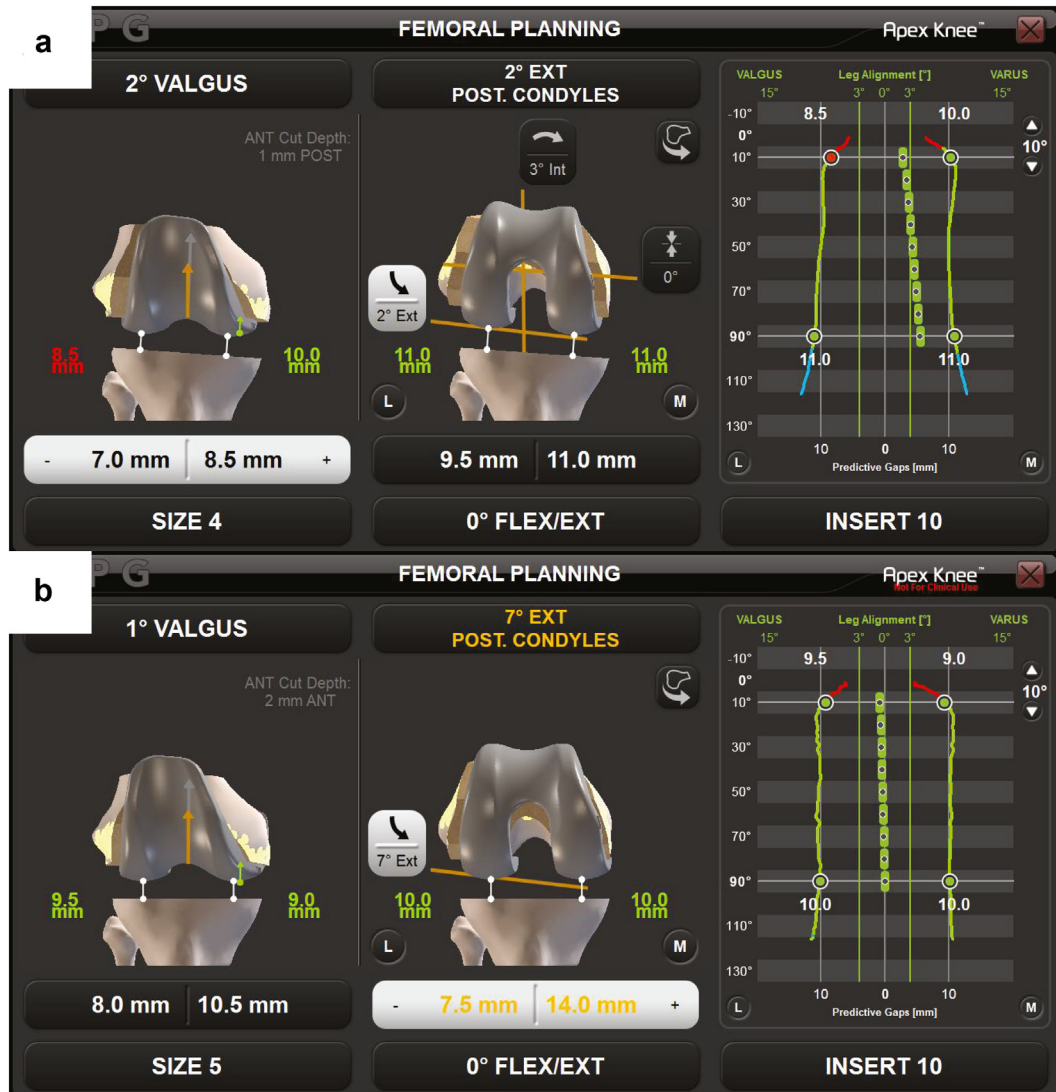 a
P G
FEMORAL PLANNING
Apex Knee™
2° VALGUS
2° EXT
POST. CONDYLES
ANT Cut Depth:
1 mm POST
3° Int
0°
2° Ext
8.5
mm
10.0
mm
11.0
mm
11.0
mm
L
M
- 7.0 mm 8.5 mm +
9.5 mm 11.0 mm
SIZE 4
0° FLEX/EXT
INSERT 10
VALGUS Leg Alignment [°] VARUS
15° 3° 0° 3° 15°
-10° 8.5 10.0
0°
10° 10°
30°
50°
70°
90°
11.0 11.0
110°
130°
10 0 10
L Predictive Gaps [mm] M
b
P G
FEMORAL PLANNING
Apex Knee™
Not For Clinical Use
1° VALGUS
7° EXT
POST. CONDYLES
ANT Cut Depth:
2 mm ANT
7° Ext
9.5
mm
9.0
mm
10.0
mm
10.0
mm
L
M
8.0 mm 10.5 mm
- 7.5 mm 14.0 mm +
SIZE 5
0° FLEX/EXT
INSERT 10
VALGUS Leg Alignment [°] VARUS
15° 3° 0° 3° 15°
-10° 9.5 9.0
0°
10° 10°
30°
50°
70°
90°
10.0 10.0
110°
130°
10 0 10
L Predictive Gaps [mm] M